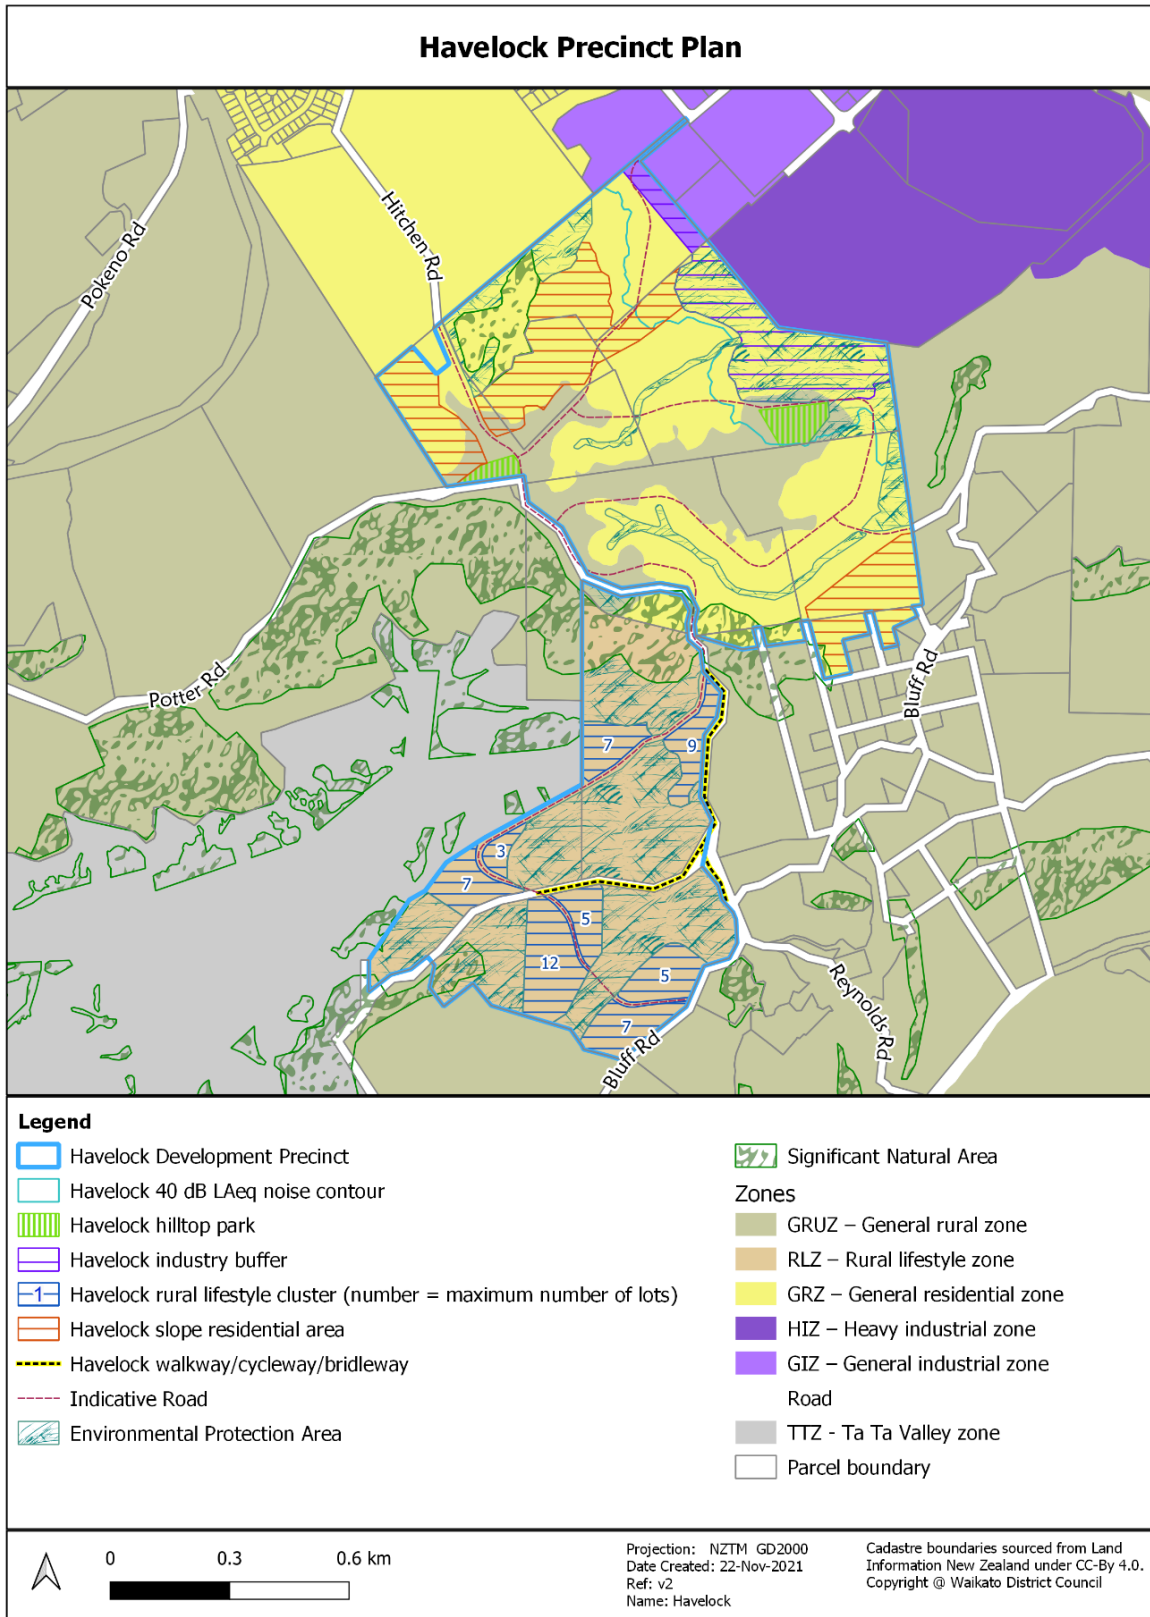 Havelock Precinct Plan
Pokeno Rd
Hitchen Rd
Potter Rd
Bluff Rd
7
9
3
7
5
12
5
7
Reynolds Rd
Bluff Rd
Legend
Havelock Development Precinct
Havelock 40 dB LAeq noise contour
Havelock hilltop park
Havelock industry buffer
1
Havelock rural lifestyle cluster (number = maximum number of lots)
Havelock slope residential area
Havelock walkway/cycleway/bridleway
Indicative Road
Environmental Protection Area
Significant Natural Area
Zones
GRUZ – General rural zone
RLZ – Rural lifestyle zone
GRZ – General residential zone
HIZ – Heavy industrial zone
GIZ – General industrial zone
Road
TTZ - Ta Ta Valley zone
Parcel boundary
0 0.3 0.6 km
Projection: NZTM GD2000
Date Created: 22-Nov-2021
Ref: v2
Name: Havelock
Cadastre boundaries sourced from Land
Information New Zealand under CC-By 4.0.
Copyright @ Waikato District Council